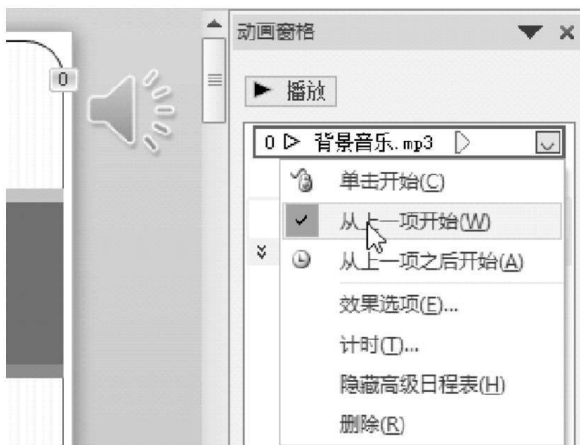 动画窗格
0
播放
0 背景音乐.mp3
单击开始(C)
从上一项开始(W)
从上一项之后开始(A)
效果选项(E)...
计时(T)...
隐藏高级日程表(H)
删除(R)